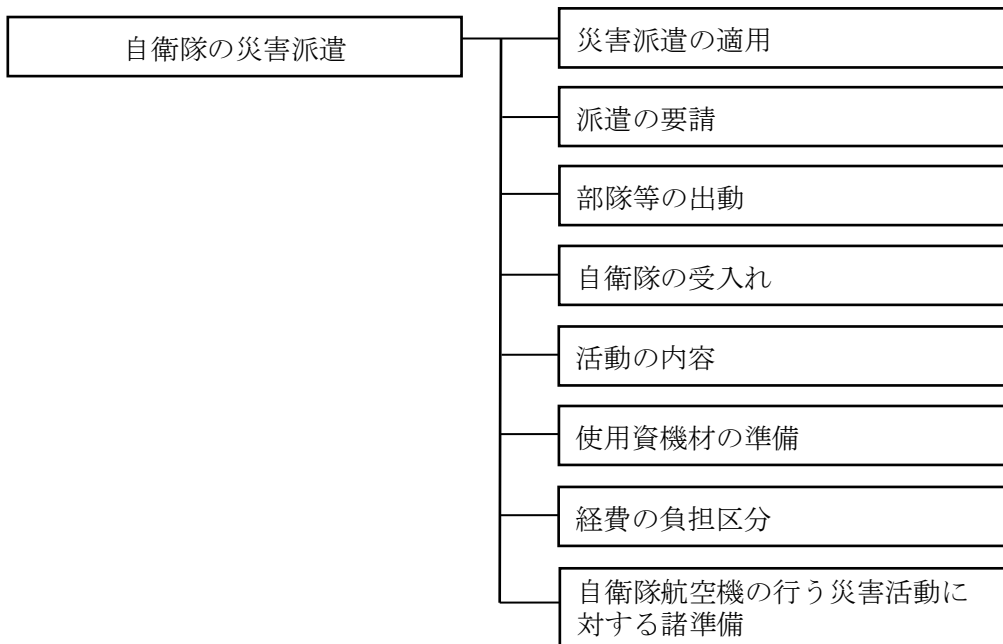 自衛隊の災害派遣
災害派遣の適用
派遣の要請
部隊等の出動
自衛隊の受入れ
活動の内容
使用資機材の準備
経費の負担区分
自衛隊航空機の行う災害活動に
対する諸準備